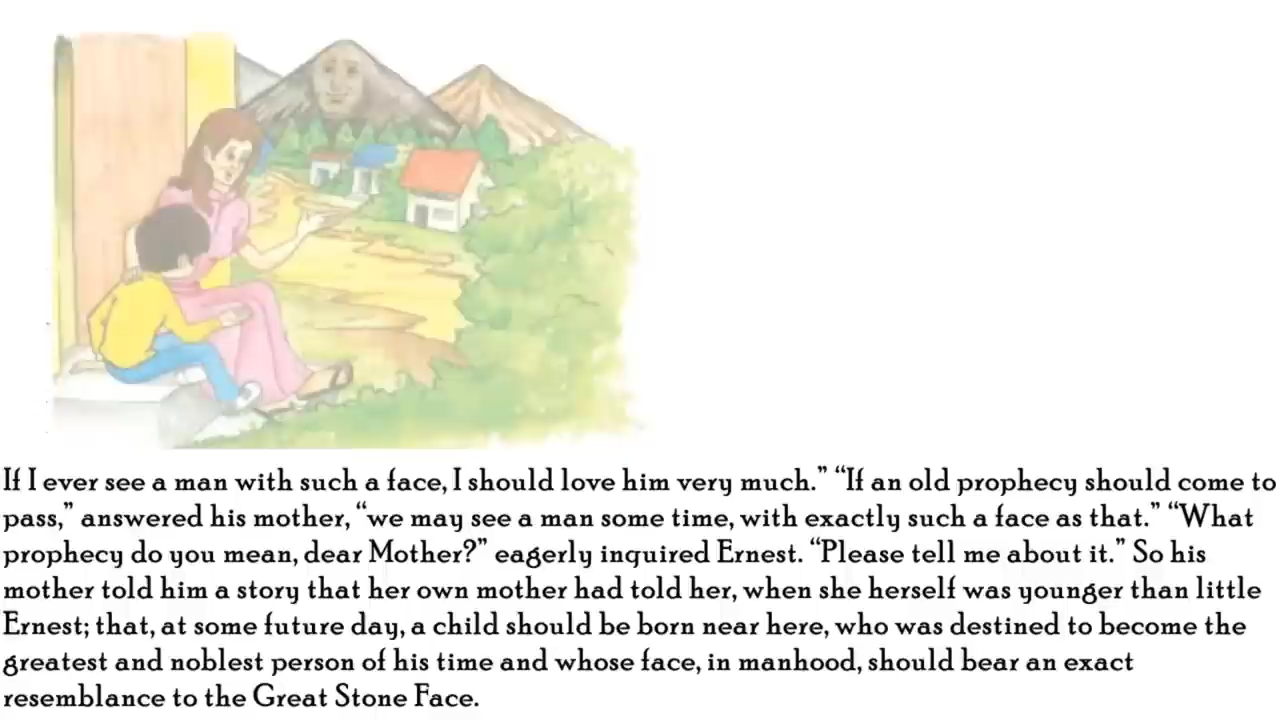 If I ever see a man with such a face, I should love him very much.” “If an old prophecy should come to
pass,” answered his mother, “we may see a man some time, with exactly such a face as that.” “What
prophecy do you mean, dear Mother?” eagerly inquired Ernest. “Please tell me about it.” So his
mother told him a story that her own mother had told her, when she herself was younger than little
Ernest; that, at some future day, a child should be born near here, who was destined to become the
greatest and noblest person of his time and whose face, in manhood, should bear an exact
resemblance to the Great Stone Face.